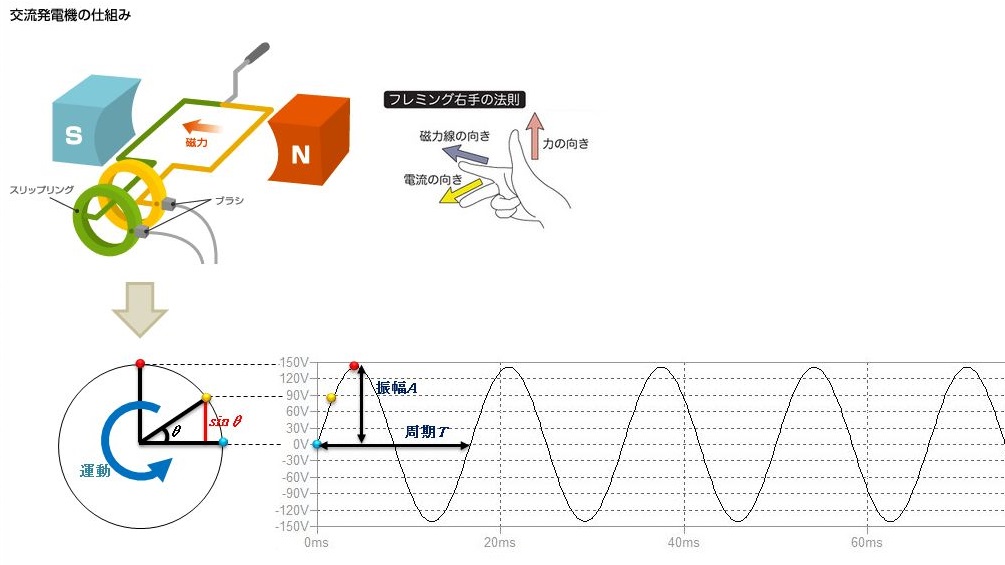 交流発電機の仕組み
S
磁力
N
スリップリング
ブラシ
フレミング右手の法則
磁力線の向き
力の向き
電流の向き
150V
120V
90V
60V
30V
0V
-30V
-60V
-90V
-120V
-150V
振幅A
周期T
sinθ
θ
運動
0ms
20ms
40ms
60ms